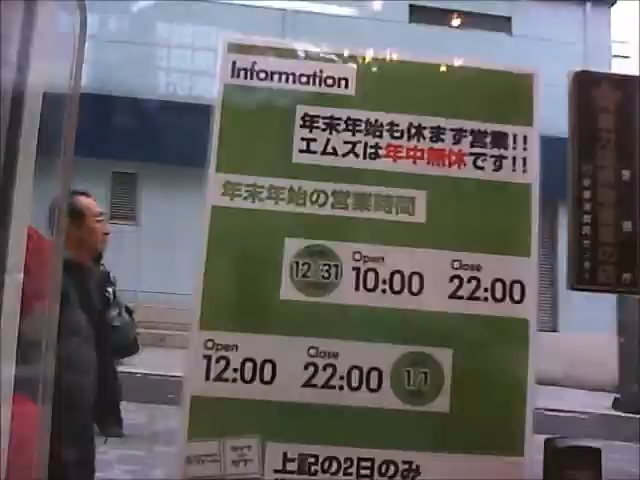 Information
年末年始も休まず営業!!
エムズは年中無休です!!
年末年始の営業時間
12/31
Open Close
10:00 22:00
Open Close
12:00 22:00
1/1
上記の2日のみ